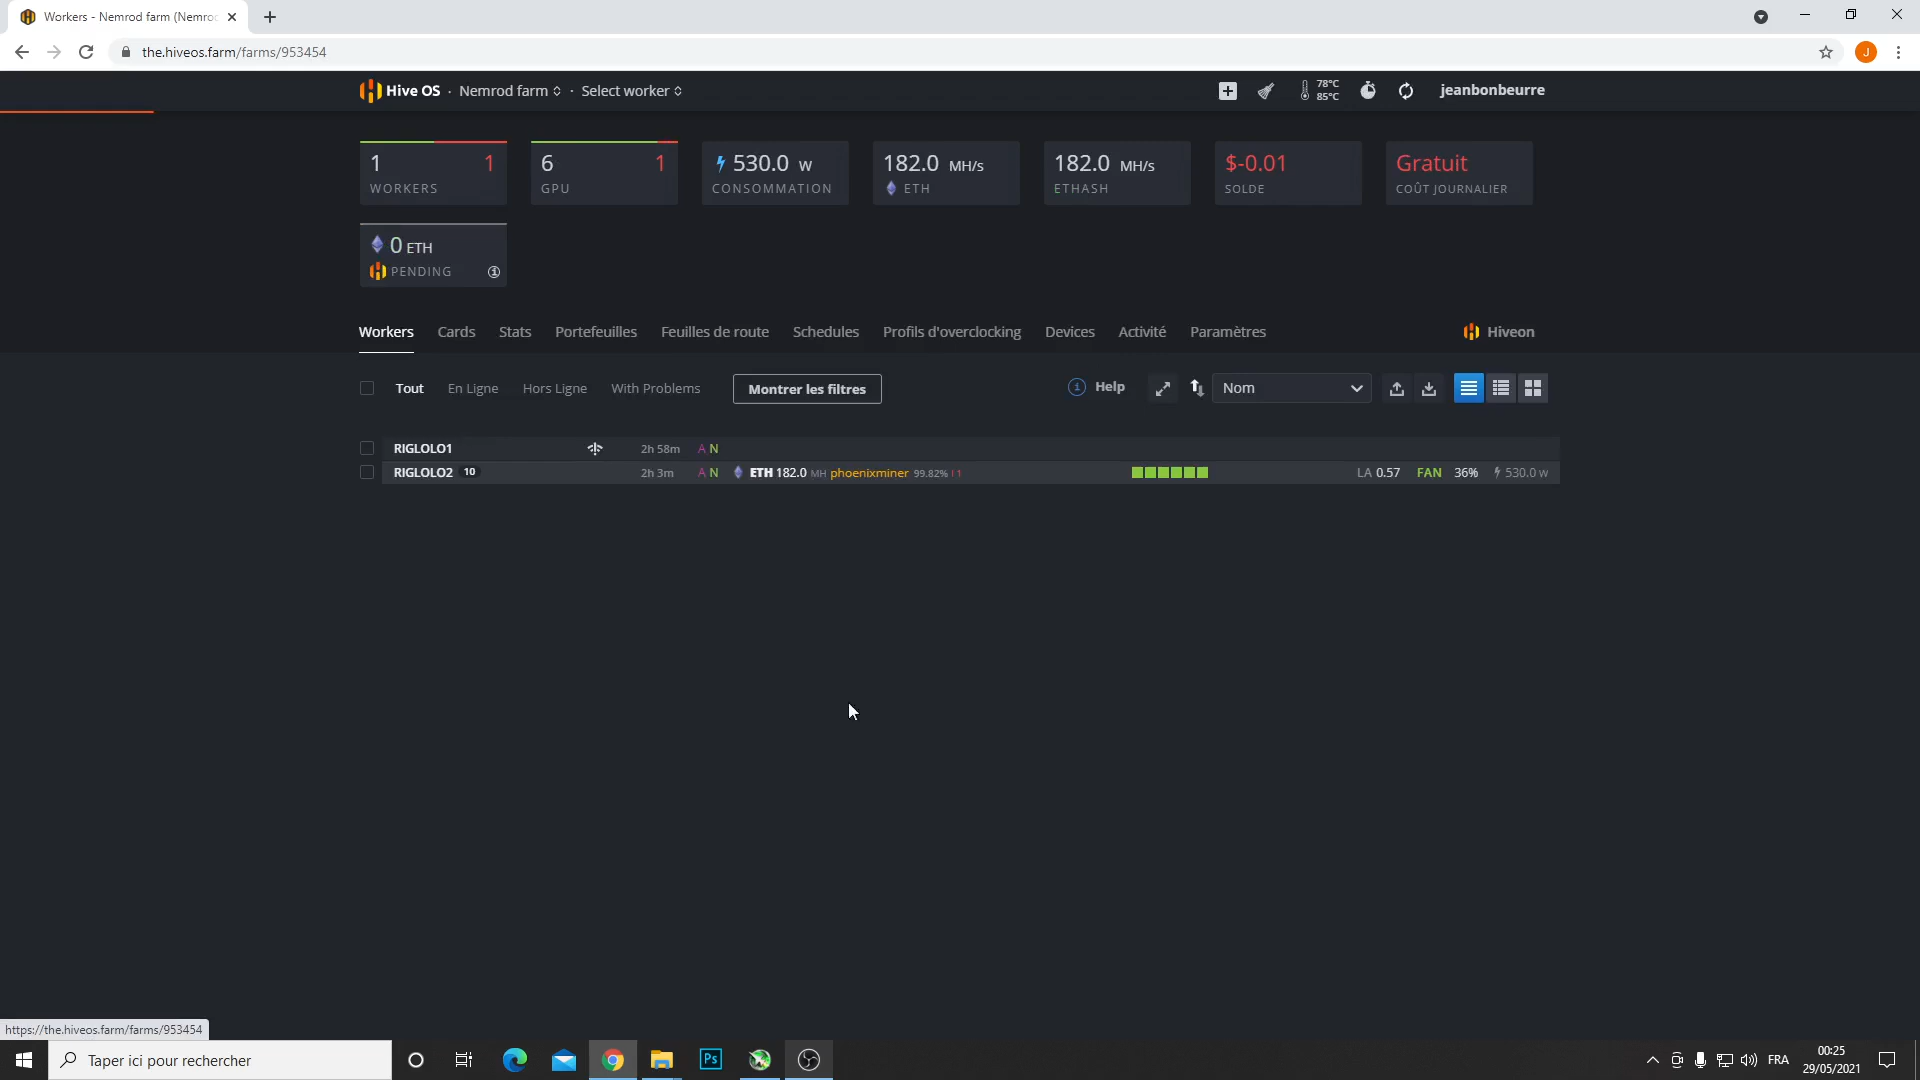 Workers - Nemrod farm (Nemroc
the.hiveos.farm/farms/953454
J
Hive OS · Nemrod farm · Select worker
78°C
85°C
jeanbonbeurre
1 1
WORKERS
6 1
GPU
530.0 W
CONSOMMATION
182.0 MH/s
ETH
182.0 MH/s
ETHASH
$-0.01
SOLDE
Gratuit
COÛT JOURNALIER
0 ETH
PENDING
Workers Cards Stats Portefeuilles Feuilles de route Schedules Profils d'overclocking Devices Activité Paramètres Hiveon
Tout En Ligne Hors Ligne With Problems Montrer les filtres Help Nom
RIGLOLO1 2h 58m A N
RIGLOLO2 10 2h 3m A N ETH 182.0 MH phoenixminer 99.82% | 1 LA 0.57 FAN 36% 530.0 w
https://the.hiveos.farm/farms/953454
Taper ici pour rechercher
Ps
FRA
00:25
29/05/2021